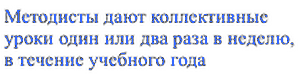 Методисты дают коллективные
уроки один или два раза в неделю,
в течение учебного года